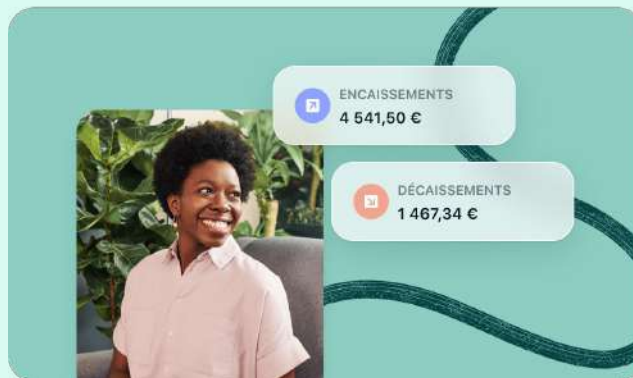 ENCAISSEMENTS
4 541,50 €
DÉCAISSEMENTS
1 467,34 €